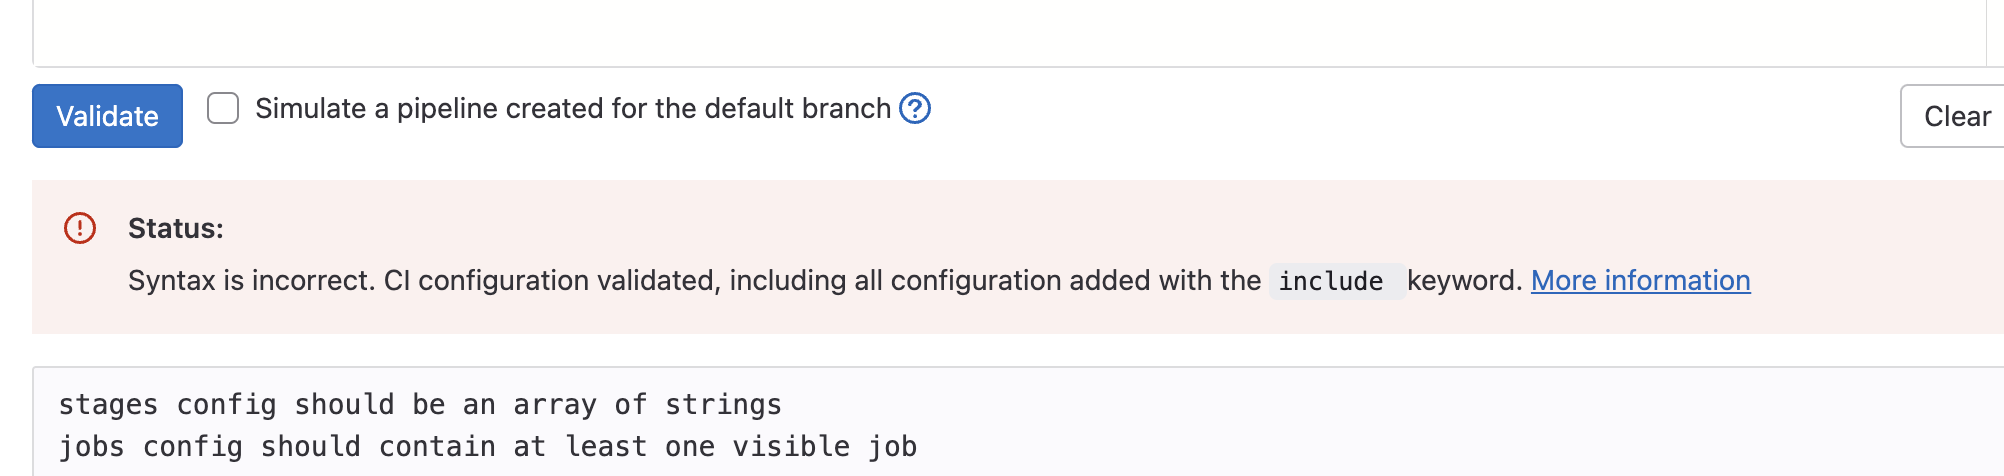 Validate Simulate a pipeline created for the default branch ? Clear
Status:
Syntax is incorrect. CI configuration validated, including all configuration added with the include keyword. More information
stages config should be an array of strings
jobs config should contain at least one visible job